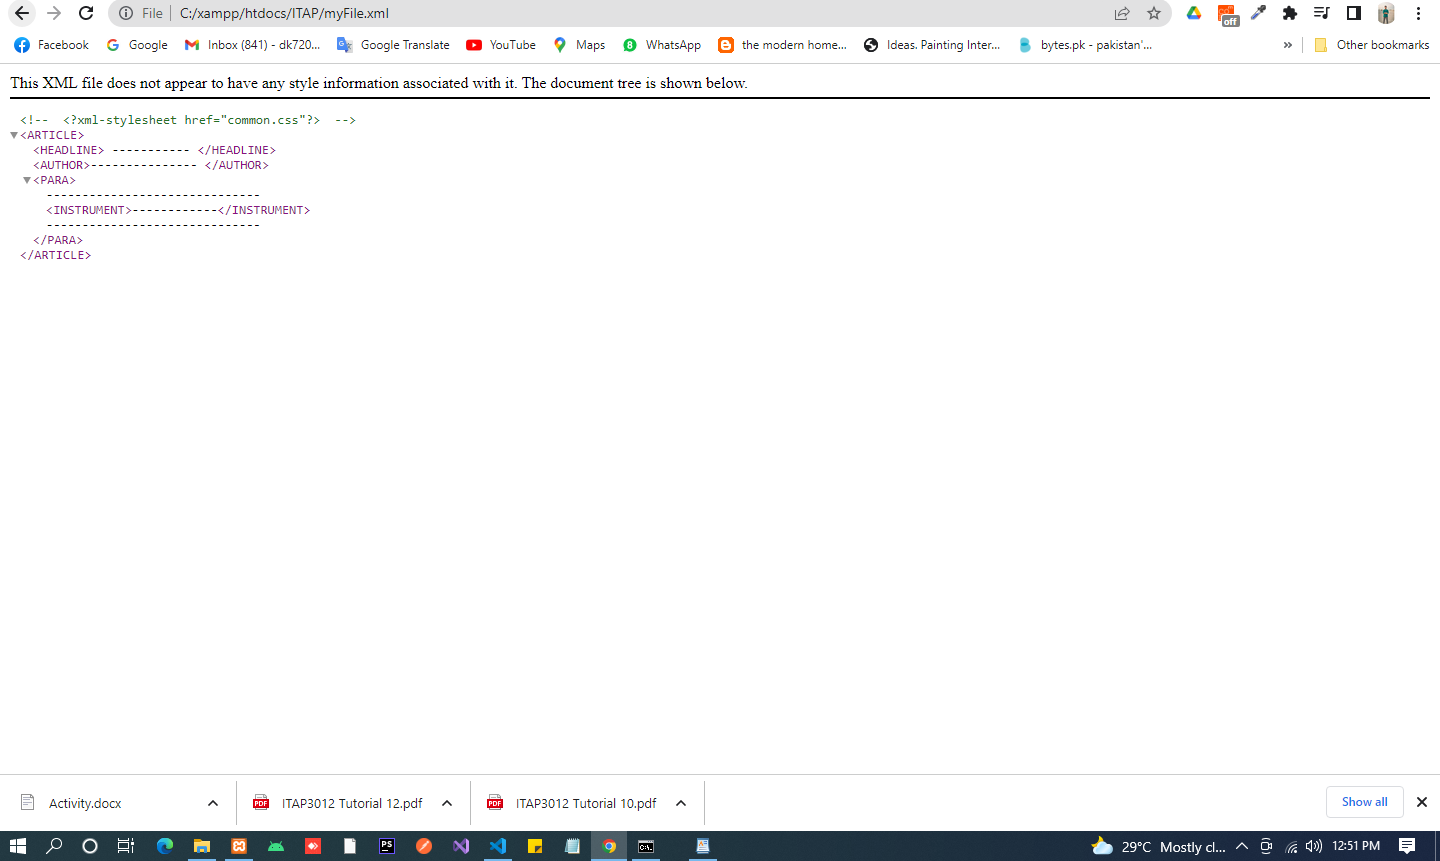 File | C:/xampp/htdocs/ITAP/myFile.xml
off
Facebook Google Inbox (841) - dk720... Google Translate YouTube Maps WhatsApp the modern home... Ideas. Painting Inter... bytes.pk - pakistan'... » Other bookmarks
This XML file does not appear to have any style information associated with it. The document tree is shown below.
<!--  <?xml-stylesheet href="common.css"?>  -->
<ARTICLE>
<HEADLINE> ----------- </HEADLINE>
<AUTHOR>--------------- </AUTHOR>
<PARA>
------------------------------
<INSTRUMENT>------------</INSTRUMENT>
------------------------------
</PARA>
</ARTICLE>
Activity.docx PDF ITAP3012 Tutorial 12.pdf PDF ITAP3012 Tutorial 10.pdf Show all
PS 29°C Mostly cl... 12:51 PM